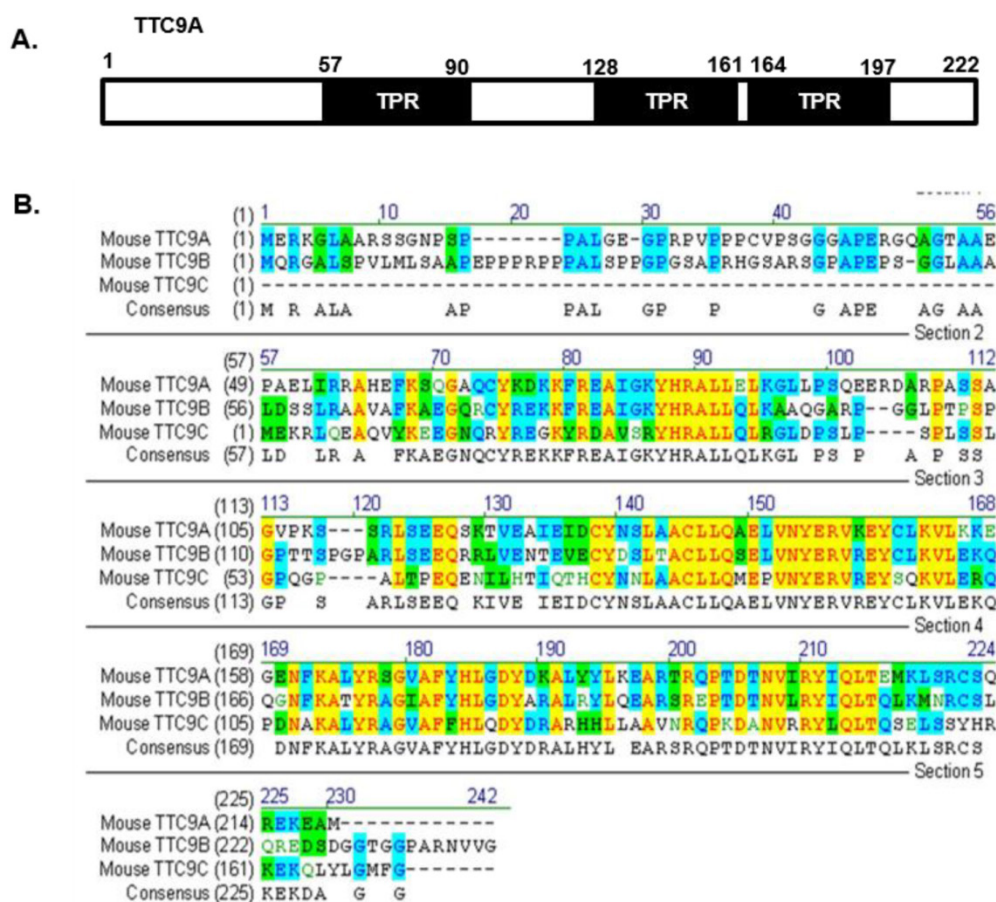 A.
TTC9A
1 57 90 128 161 164 197 222
TPR TPR TPR
B.
(1) 1 10 20 30 40 56
Mouse TTC9A (1) MERKGLAARSSGNPSP-------PALGE-GPRPVPPPCVPSGGGAPERGQAGTAAE
Mouse TTC9B (1) MQRGALSPVLMLSAAPEPPPRPPPALSPPGPGSAPRHGSARSGPAPEPS-GGLAAA
Mouse TTC9C (1) --------------------------------------------------------
Consensus (1) M R ALA AP PAL GP P G APE AG AA
Section 2
(57) 57 70 80 90 100 112
Mouse TTC9A (49) PAELIRRAHEFKSQGAQCYKDKKFREAIGKYHRALLELKGLLPSQEERDARPASSA
Mouse TTC9B (56) LDSSLRAAVAFKAEGQRCYREKKFREAIGKYHRALLQLKAAQGARP--GGLPTPSP
Mouse TTC9C (1) MEKRLQEAQVYKEEGNQRYREGKYRDAVSRYHRALLQLRGLDPSLP----SPLSSL
Consensus (57) LD LR A FKAEGNQCYREKKFREAIGKYHRALLQLKGL PS P A P SS
Section 3
(113) 113 120 130 140 150 168
Mouse TTC9A (105) GVPKS---SRLSEEQSKTVEAIEIDCYNSLAACLLQAELVNYERVKEYCLKVLKKE
Mouse TTC9B (110) GPTTSPGPARLSEEQRRLVENTEVECYDSLTACLLQSELVNYERVREYCLKVLEKQ
Mouse TTC9C (53) GPQGP----ALTPEQENILHTIQTHCYNNLAACLLQMEPVNYERVREYSQKVLERQ
Consensus (113) GP S ARLSEEQ KIVE IEIDCYNSLAACLLQAELVNYERVREYCLKVLEKQ
Section 4
(169) 169 180 190 200 210 224
Mouse TTC9A (158) GENFKALYRSGVAFYHLGDYDKALYYLKEARTRQPTDTNVIRYIQLTEMKLSRCSQ
Mouse TTC9B (166) QGNFKATYRAGIAFYHLGDYARALRYLQEARSREPTDTNVLRYIQLTQLKMNRCSL
Mouse TTC9C (105) PDNAKALYRAGVAFFHLQDYDRARHHLLAAVNRQPKDANVRRYLQLTQSELSSYHR
Consensus (169) DNFKALYRAGVAFYHLGDYDRALHYL EARSRQPTDTNVIRYIQLTQLKLSRCS
Section 5
(225) 225 230 242
Mouse TTC9A (214) REKEAM------------
Mouse TTC9B (222) QREDSDGGTGGPARNVVG
Mouse TTC9C (161) KEKQLYLGMFG-------
Consensus (225) KEKDA G G